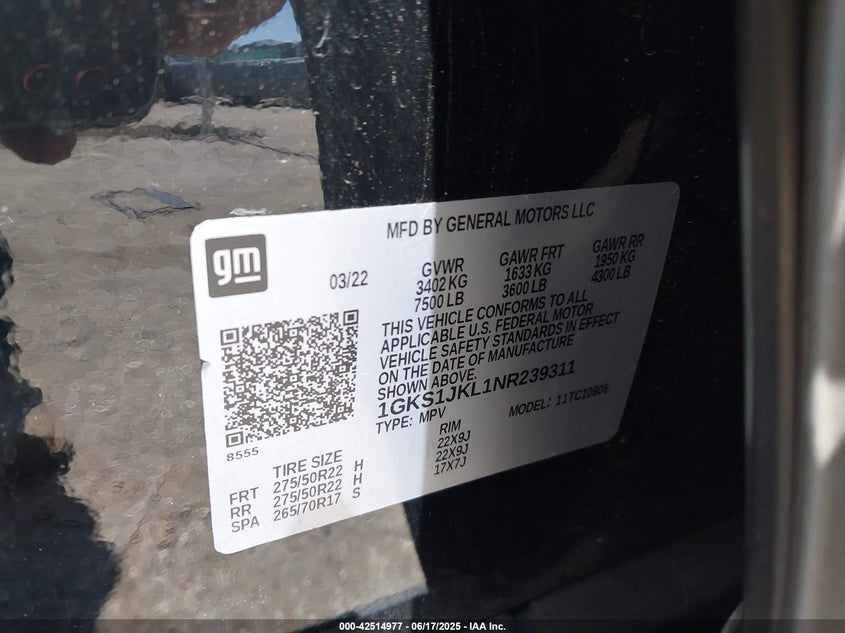 MFD BY GENERAL MOTORS LLC
gm
03/22
GVWR GAWR FRT GAWR RR
3402 KG 1633 KG 1950 KG
7500 LB 3600 LB 4300 LB
THIS VEHICLE CONFORMS TO ALL
APPLICABLE U.S. FEDERAL MOTOR
VEHICLE SAFETY STANDARDS IN EFFECT
ON THE DATE OF MANUFACTURE
SHOWN ABOVE.
1GKS1JKL1NR239311
TYPE: MPV MODEL: 11TC10906
8555
TIRE SIZE RIM
FRT 275/50R22 H 22X9J
RR 275/50R22 H 22X9J
SPA 265/70R17 S 17X7J
000-42514977 - 06/17/2025 - IAA Inc.